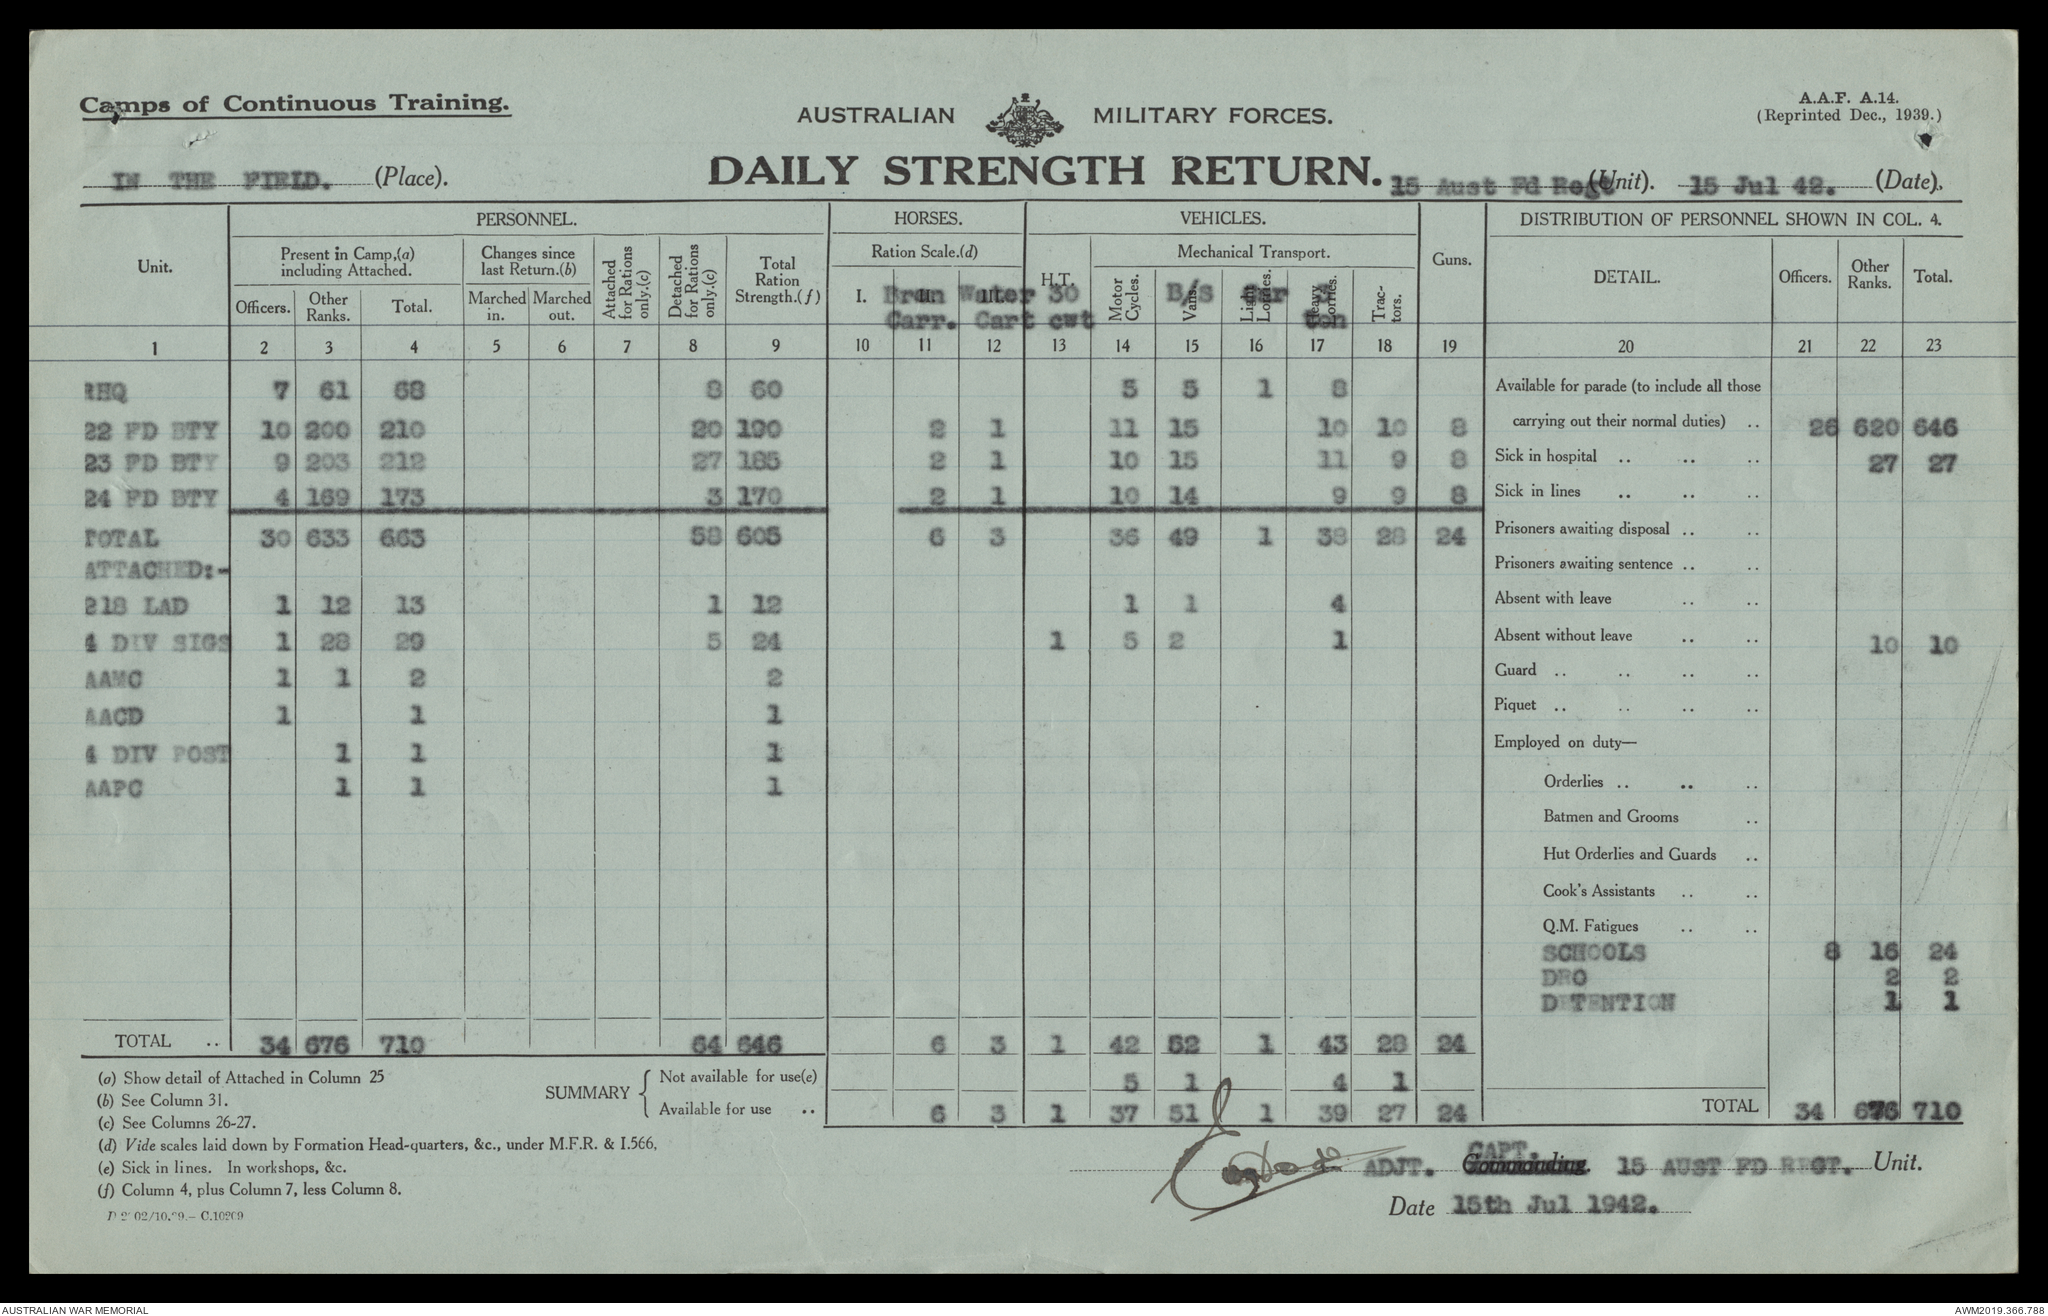 Camps of Continuous Training.
AUSTRALIAN MILITARY FORCES.
A.A.F. A.14.
(Reprinted Dec., 1939.)
IN THE FIELD. (Place).
DAILY STRENGTH RETURN.
15 Aust Fd Regt (Unit). 15 Jul 42. (Date).
Unit. PERSONNEL. HORSES. VEHICLES. Guns. DISTRIBUTION OF PERSONNEL SHOWN IN COL. 4.
Present in Camp,(a) including Attached. Changes since last Return.(b) Attached for Rations only.(c) Detached for Rations only.(c) Total Ration Strength.(f) Ration Scale.(d) H.T. Mechanical Transport. DETAIL. Officers. Other Ranks. Total.
Officers. Other Ranks. Total. Marched in. Marched out. I. Bren Carr. Water Cart 30 cwt Motor Cycles. B/S Vans. Car Light Lorries. 3 ton Heavy Lorries. Tractors.
1 2 3 4 5 6 7 8 9 10 11 12 13 14 15 16 17 18 19 20 21 22 23
RHQ 7 61 68 8 60 5 5 1 8 Available for parade (to include all those
22 FD BTY 10 200 210 20 190 2 1 11 15 10 10 8 carrying out their normal duties) .. 26 620 646
23 FD BTY 9 203 212 27 185 2 1 10 15 11 9 8 Sick in hospital .. .. .. 27 27
24 FD BTY 4 169 173 3 170 2 1 10 14 9 9 8 Sick in lines .. .. ..
TOTAL 30 633 663 58 605 6 3 36 49 1 38 28 24 Prisoners awaiting disposal .. ..
ATTACHED:- Prisoners awaiting sentence .. ..
218 LAD 1 12 13 1 12 1 1 4 Absent with leave .. ..
4 DIV SIGS 1 28 29 5 24 1 5 2 1 Absent without leave .. .. 10 10
AAMC 1 1 2 2 Guard .. .. .. ..
AACD 1 1 1 Piquet .. .. .. ..
4 DIV POST 1 1 1 Employed on duty—
AAPC 1 1 1 Orderlies .. .. ..
Batmen and Grooms ..
Hut Orderlies and Guards ..
Cook's Assistants .. ..
Q.M. Fatigues .. ..
SCHOOLS 8 16 24
DRO 2 2
DETENTION 1 1
TOTAL .. 34 676 710 64 646 6 3 1 42 52 1 43 28 24
SUMMARY Not available for use(e) 5 1 4 1
Available for use .. 6 3 1 37 51 1 39 27 24 TOTAL 34 676 710
(a) Show detail of Attached in Column 25
(b) See Column 31.
(c) See Columns 26-27.
(d) Vide scales laid down by Formation Head-quarters, &c., under M.F.R. & I.566.
(e) Sick in lines. In workshops, &c.
(f) Column 4, plus Column 7, less Column 8.
CAPT.
ADJT. Commanding. 15 AUST FD REGT. Unit.
Date 15th Jul 1942.
AUSTRALIAN WAR MEMORIAL
AWM2019.366.788